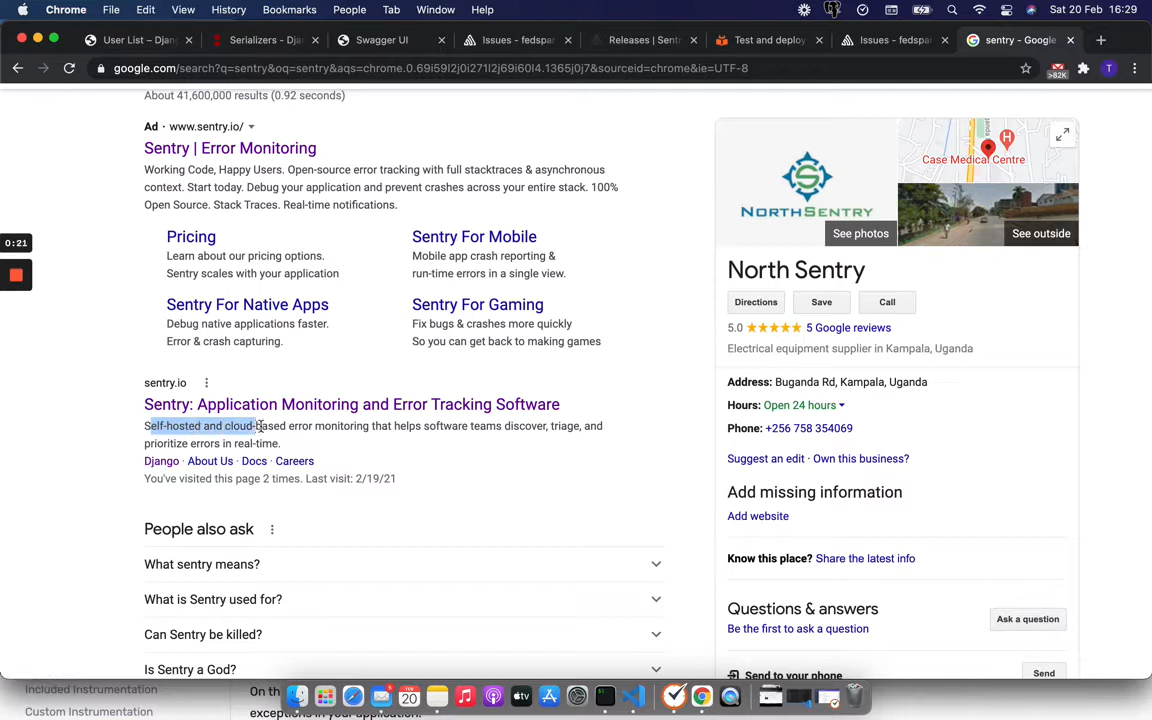 Chrome File Edit View History Bookmarks People Tab Window Help
Sat 20 Feb 16:29
User List – Djan
Serializers - Dja
Swagger UI
Issues - fedspar
Releases | Sentr
Test and deploy
Issues - fedspar
sentry - Google
google.com/search?q=sentry&oq=sentry&aqs=chrome.0.69i59l2j0i271l2j69i60l4.1365j0j7&sourceid=chrome&ie=UTF-8
>82K
T
About 41,600,000 results (0.92 seconds)
Ad · www.sentry.io/
Sentry | Error Monitoring
Working Code, Happy Users. Open-source error tracking with full stacktraces & asynchronous
context. Start today. Debug your application and prevent crashes across your entire stack. 100%
Open Source. Stack Traces. Real-time notifications.
Pricing
Learn about our pricing options.
Sentry scales with your application
Sentry For Mobile
Mobile app crash reporting &
run-time errors in a single view.
Sentry For Native Apps
Debug native applications faster.
Error & crash capturing.
Sentry For Gaming
Fix bugs & crashes more quickly
So you can get back to making games
0:21
sentry.io
Sentry: Application Monitoring and Error Tracking Software
Self-hosted and cloud-based error monitoring that helps software teams discover, triage, and
prioritize errors in real-time.
Django · About Us · Docs · Careers
You've visited this page 2 times. Last visit: 2/19/21
People also ask
What sentry means?
What is Sentry used for?
Can Sentry be killed?
Is Sentry a God?
NORTHSENTRY
See photos
Case Medical Centre
See outside
North Sentry
Directions
Save
Call
5.0 5 Google reviews
Electrical equipment supplier in Kampala, Uganda
Address: Buganda Rd, Kampala, Uganda
Hours: Open 24 hours
Phone: +256 758 354069
Suggest an edit · Own this business?
Add missing information
Add website
Know this place? Share the latest info
Questions & answers
Be the first to ask a question
Ask a question
Send to your phone
Send
Included Instrumentation
Custom Instrumentation
On th
exceptions in your application.
20
tv